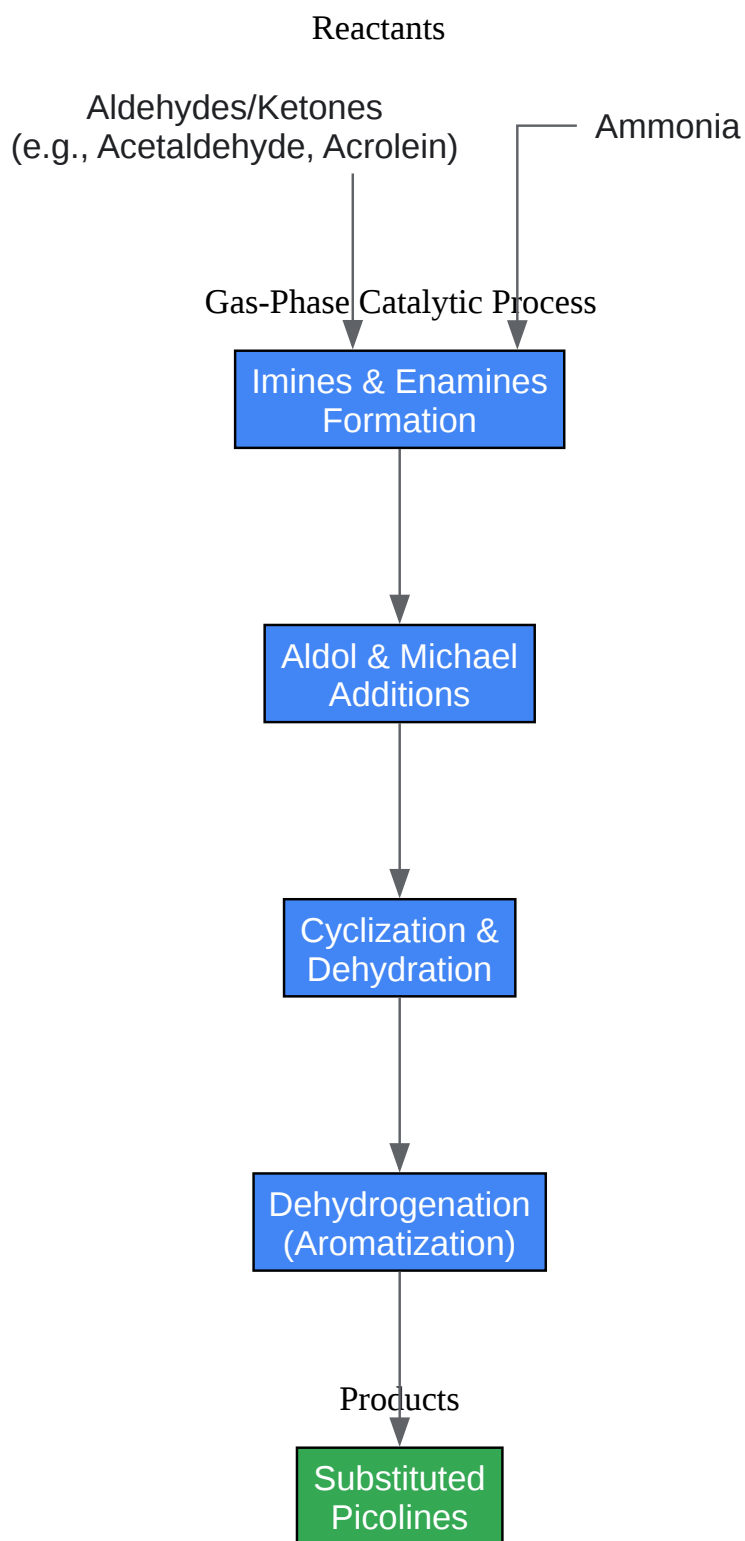 Reactants
Aldehydes/Ketones
(e.g., Acetaldehyde, Acrolein)
Ammonia
Gas-Phase Catalytic Process
Imines & Enamines
Formation
Aldol & Michael
Additions
Cyclization &
Dehydration
Dehydrogenation
(Aromatization)
Products
Substituted
Picolines